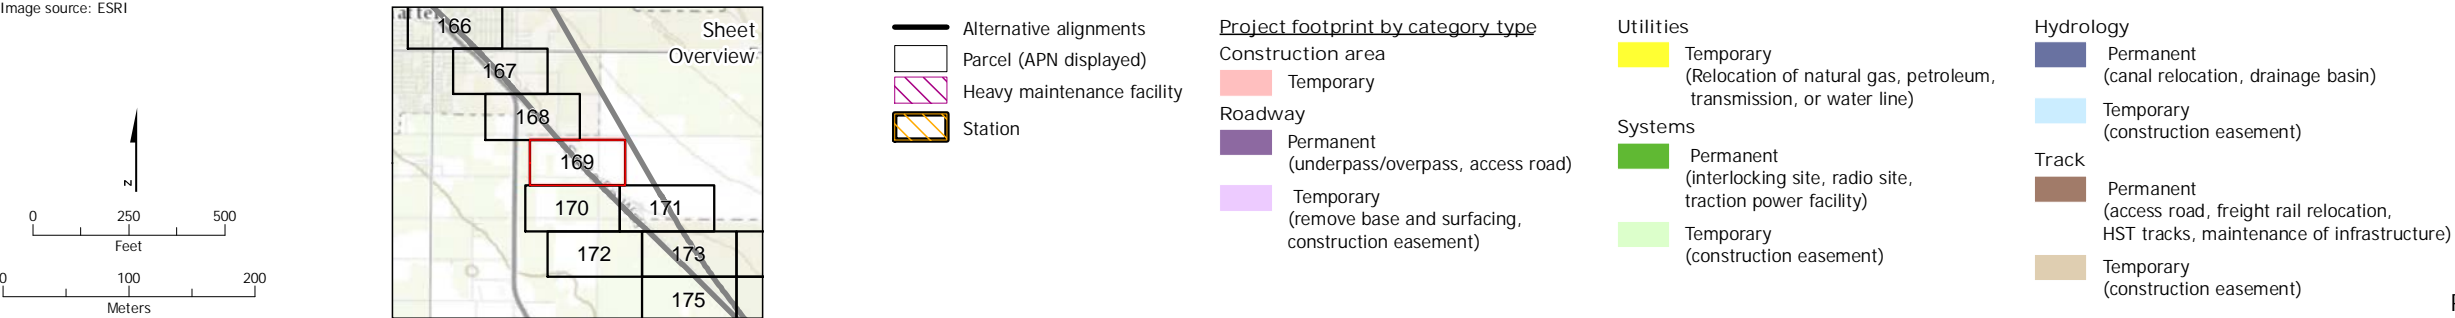 Image source: ESRI
N
0 250 500
Feet
0 100 200
Meters
Sheet
Overview
166
167
168
169
170
171
172
173
175
Alternative alignments
Parcel (APN displayed)
Heavy maintenance facility
Station
Project footprint by category type
Construction area
Temporary
Roadway
Permanent
(underpass/overpass, access road)
Temporary
(remove base and surfacing,
construction easement)
Utilities
Temporary
(Relocation of natural gas, petroleum,
transmission, or water line)
Systems
Permanent
(interlocking site, radio site,
traction power facility)
Temporary
(construction easement)
Hydrology
Permanent
(canal relocation, drainage basin)
Temporary
(construction easement)
Track
Permanent
(access road, freight rail relocation,
HST tracks, maintenance of infrastructure)
Temporary
(construction easement)